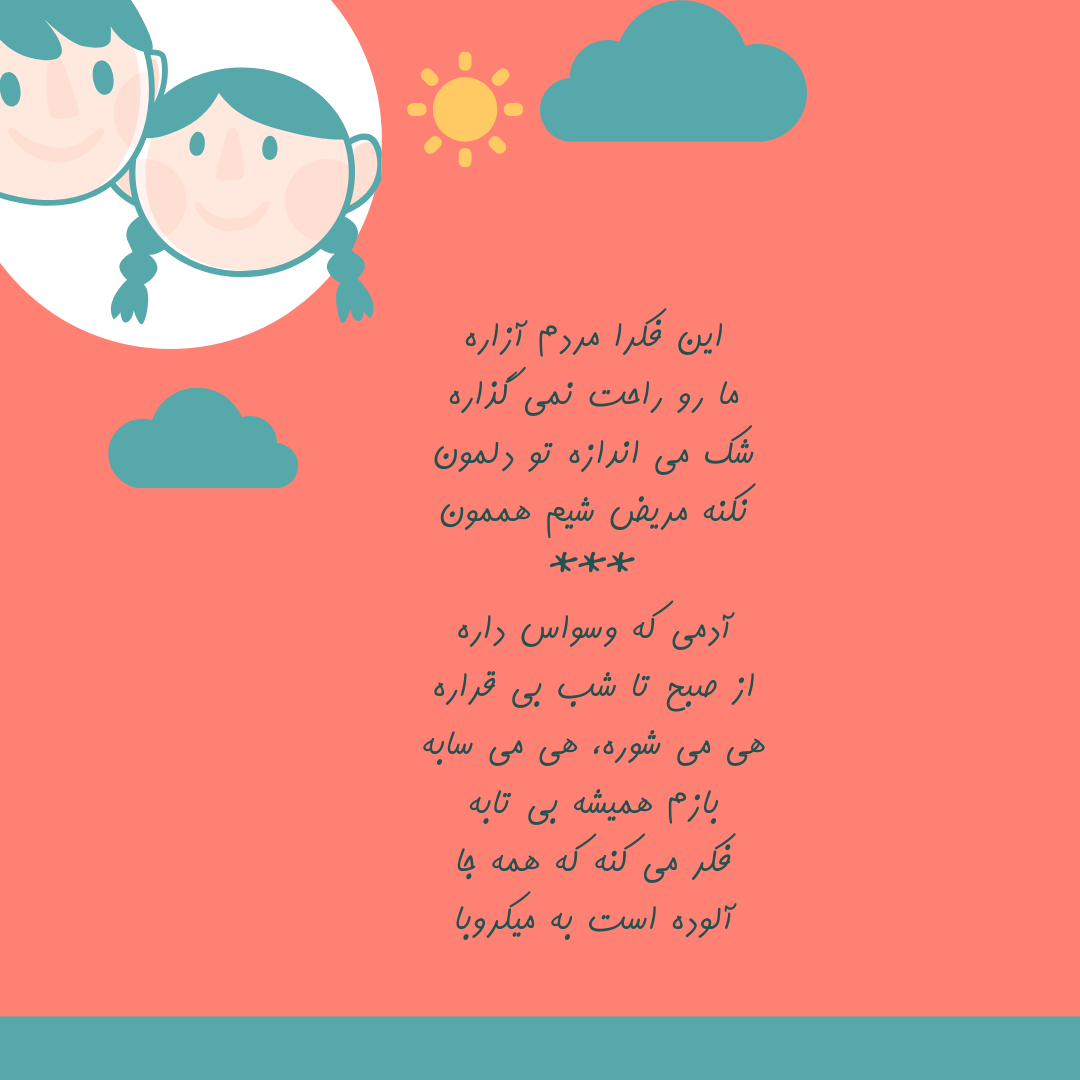 این فکرا مردم آزاره
ما رو راحت نمی گذاره
شک می اندازه تو دلمون
نکنه مریض شیم هممون
***
آدمی که وسواس داره
از صبح تا شب بی قراره
هی می شوره، هی می سابه
بازم همیشه بی تابه
فکر می کنه که همه جا
آلوده است به میکروبا